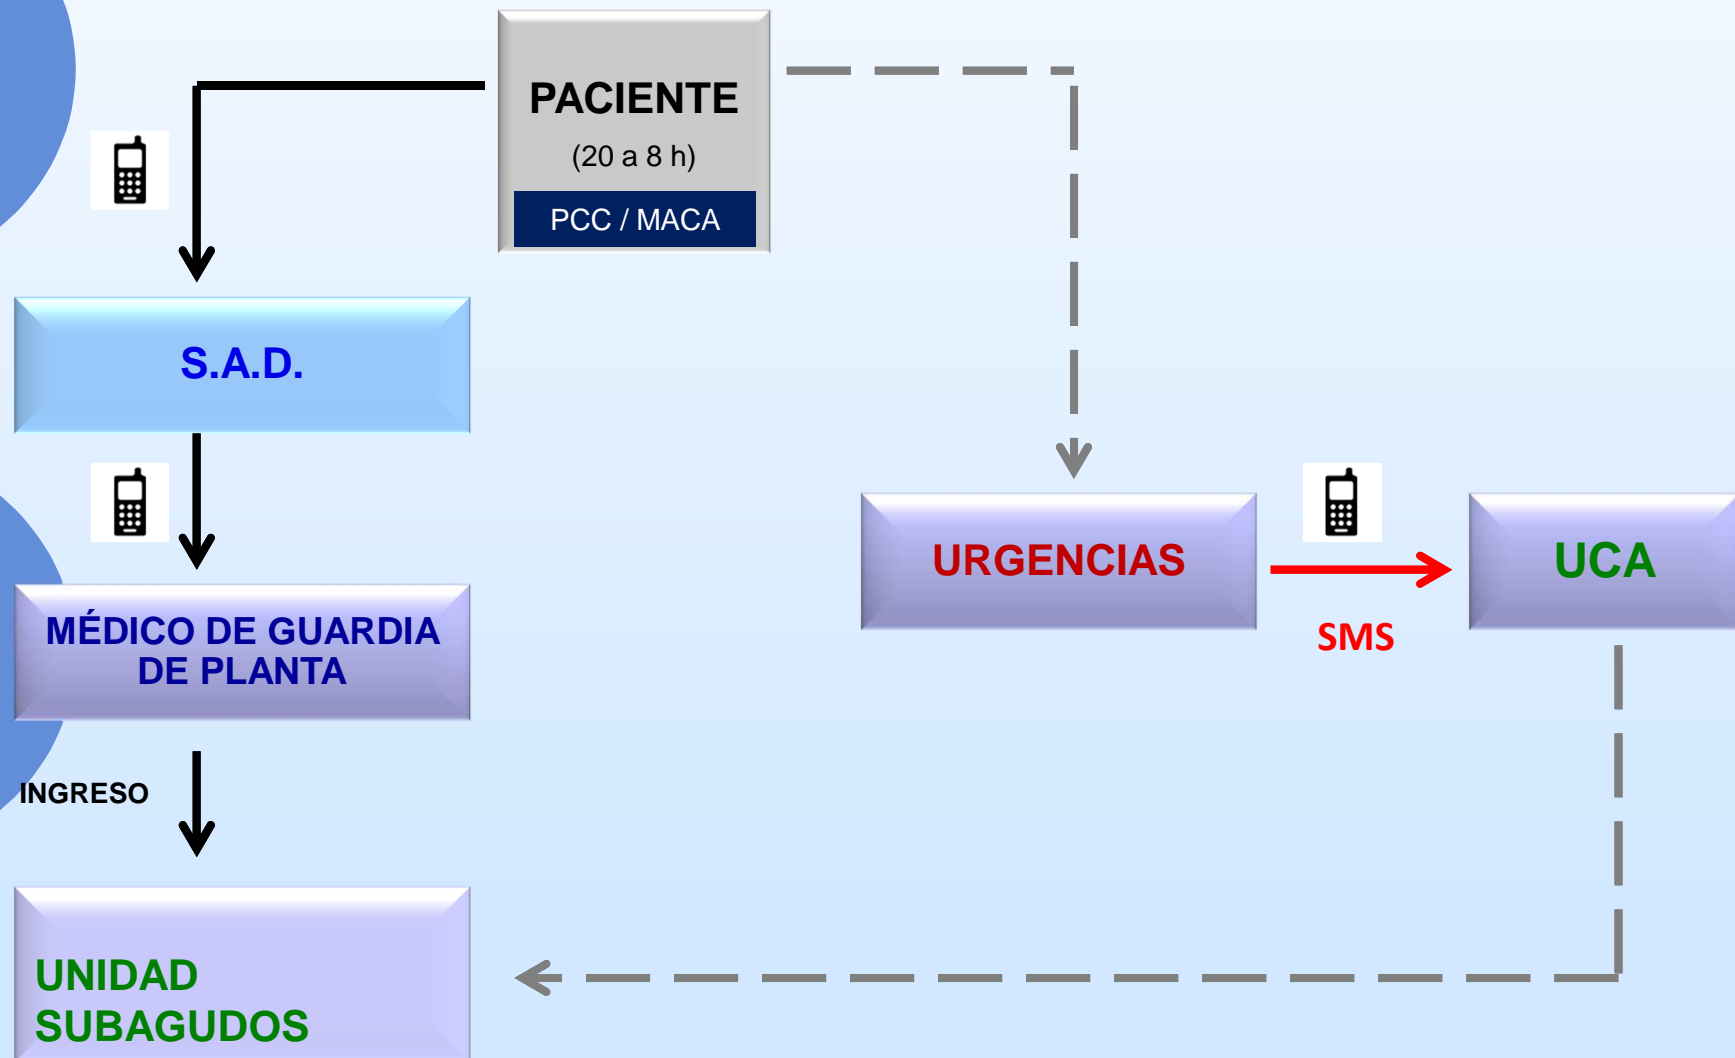 PACIENTE
(20 a 8 h)
PCC / MACA
S.A.D.
MÉDICO DE GUARDIA
DE PLANTA
INGRESO
UNIDAD
SUBAGUDOS
URGENCIAS
SMS
UCA